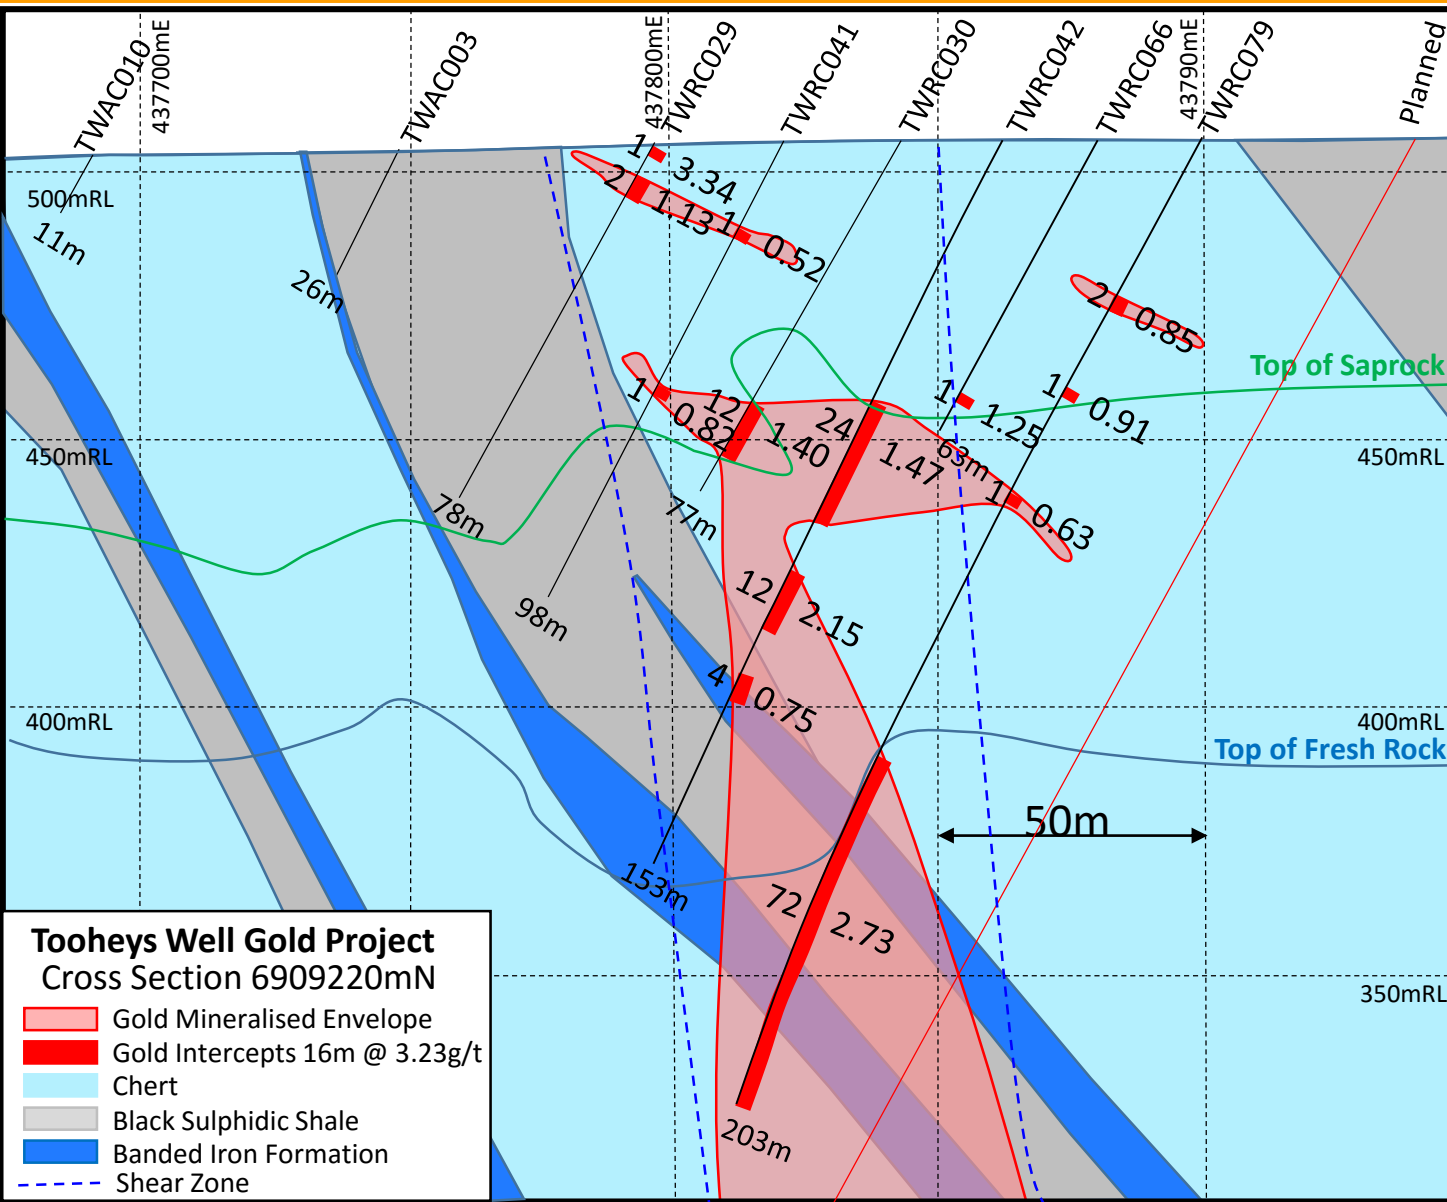 TWAC010
437700mE
TWAC003
437800mE
TWRC029
TWRC041
TWRC030
TWRC042
TWRC066
43790mE
TWRC079
Planned
1 3.34
500mRL
2 1.13
1 0.52
11m
26m
2 0.85
Top of Saprock
1 0.82
12 1.40
24 1.47
1 1.25
1 0.91
450mRL
63m
450mRL
78m
77m
1 0.63
98m
12 2.15
4 0.75
400mRL
400mRL
Top of Fresh Rock
50m
153m
72 2.73
350mRL
203m
Tooheys Well Gold Project
Cross Section 6909220mN
Gold Mineralised Envelope
Gold Intercepts 16m @ 3.23g/t
Chert
Black Sulphidic Shale
Banded Iron Formation
Shear Zone